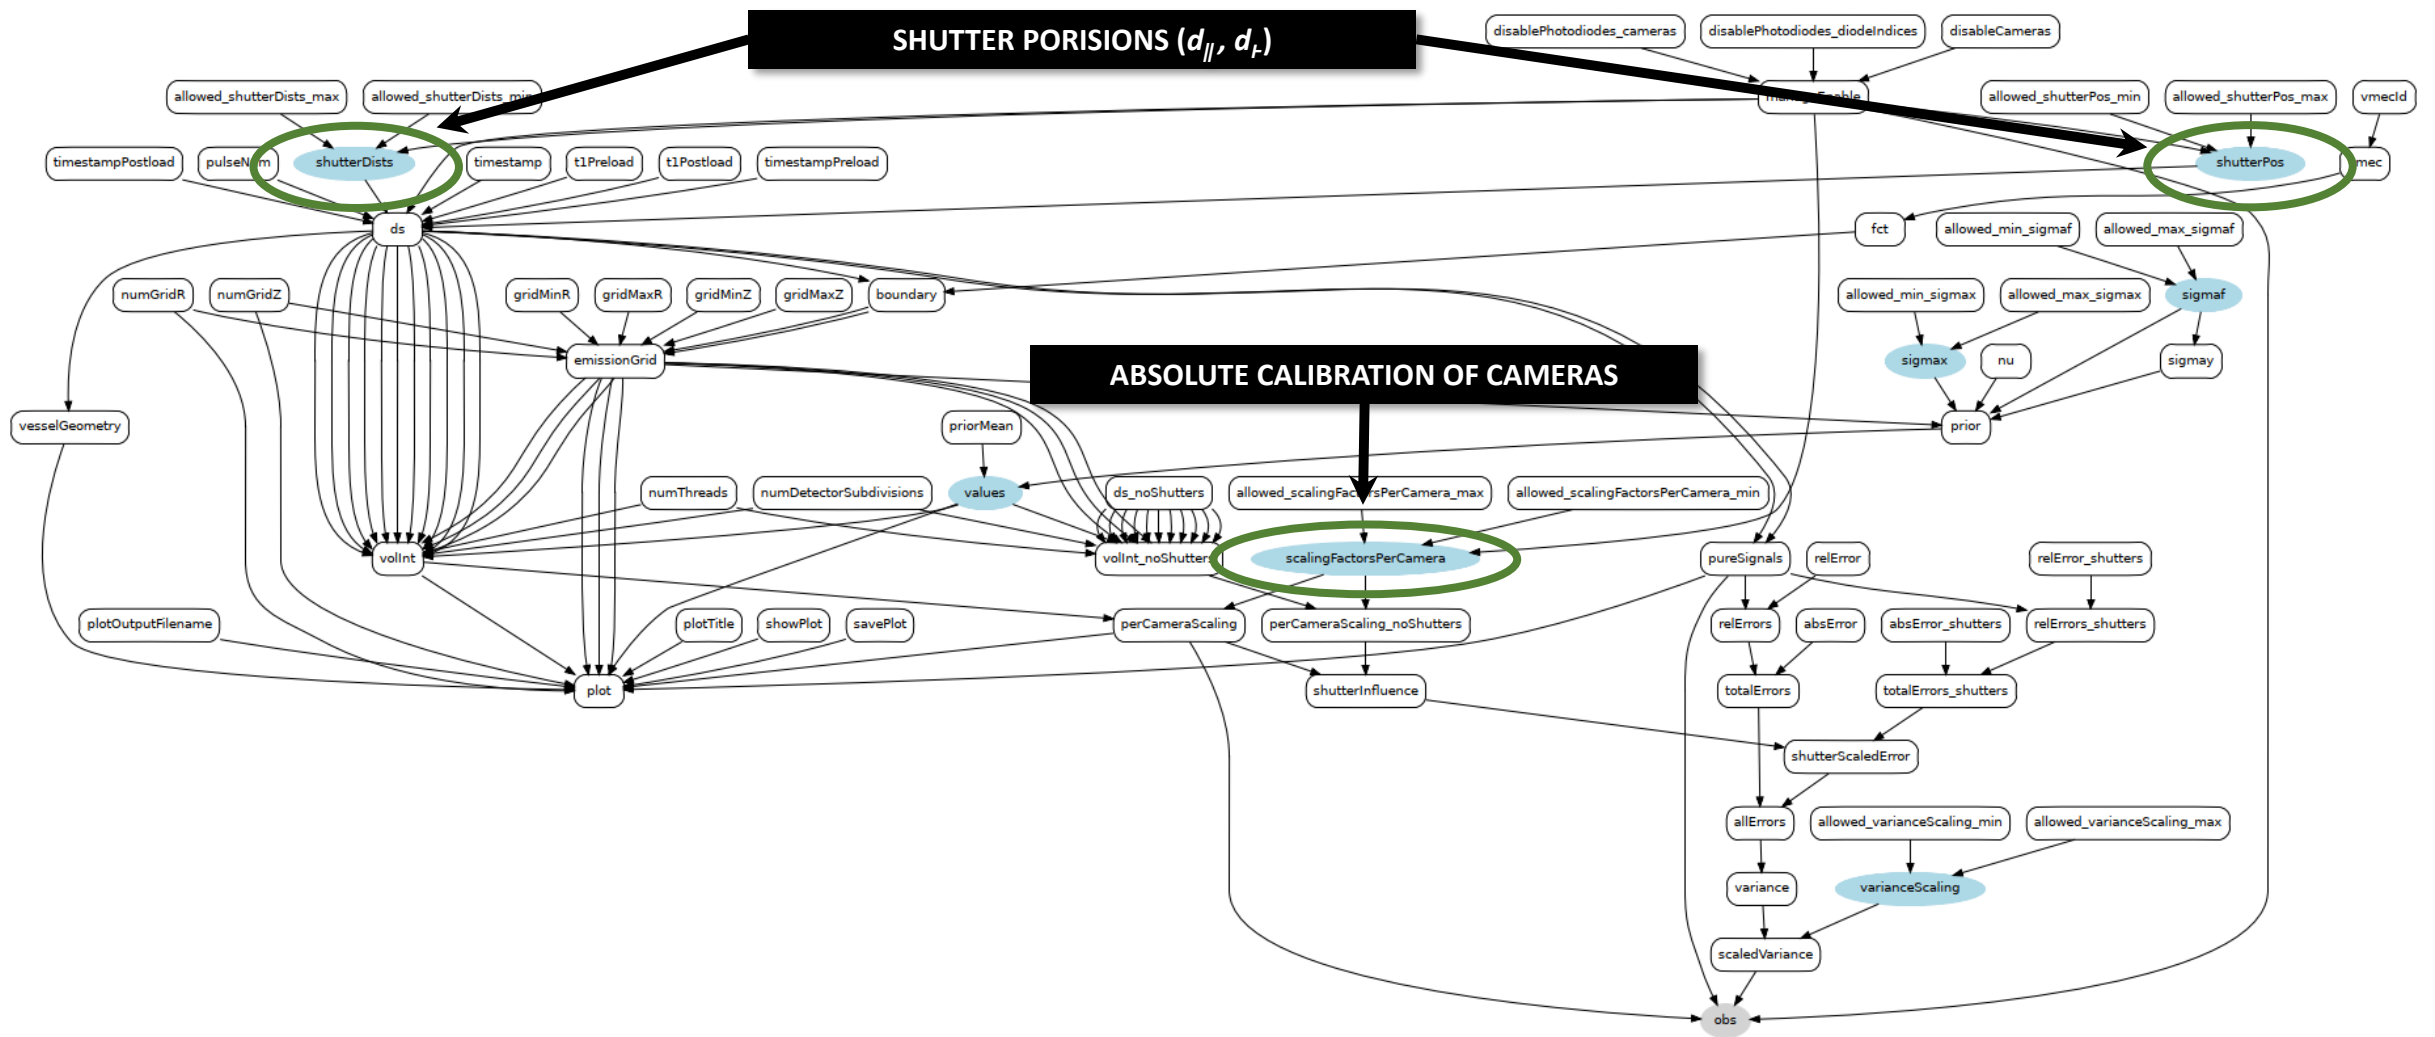 SHUTTER PORISIONS (d||, d⊦)
disablePhotodiodes_cameras
disablePhotodiodes_diodeIndices
disableCameras
allowed_shutterDists_max
allowed_shutterDists_min
allowed_shutterPos_min
allowed_shutterPos_max
vmecId
timestampPostload
shutterDists
timestamp
t1Preload
t1Postload
timestampPreload
shutterPos
ds
fct
allowed_min_sigmaf
allowed_max_sigmaf
numGridR
numGridZ
gridMinR
gridMaxR
gridMinZ
gridMaxZ
boundary
allowed_min_sigmax
allowed_max_sigmax
sigmaf
emissionGrid
ABSOLUTE CALIBRATION OF CAMERAS
sigmax
nu
sigmay
vesselGeometry
priorMean
prior
numThreads
numDetectorSubdivisions
values
ds_noShutters
allowed_scalingFactorsPerCamera_max
allowed_scalingFactorsPerCamera_min
volInt
volInt_noShutters
scalingFactorsPerCamera
pureSignals
relError
relError_shutters
plotOutputFilename
plotTitle
showPlot
savePlot
perCameraScaling
perCameraScaling_noShutters
relErrors
absError
absError_shutters
relErrors_shutters
plot
shutterInfluence
totalErrors
totalErrors_shutters
shutterScaledError
allErrors
allowed_varianceScaling_min
allowed_varianceScaling_max
variance
varianceScaling
scaledVariance
obs